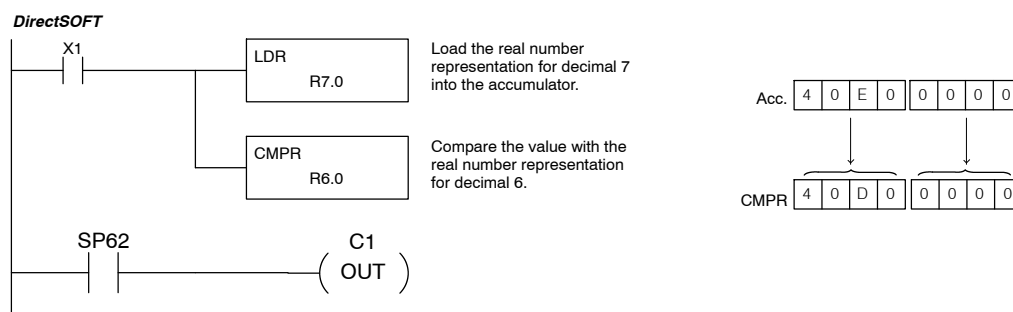 DirectSOFT
X1
LDR
R7.0
Load the real number
representation for decimal 7
into the accumulator.
Acc. 4 0 E 0 0 0 0 0
CMPR
R6.0
Compare the value with the
real number representation
for decimal 6.
CMPR 4 0 D 0 0 0 0 0
SP62
C1
OUT